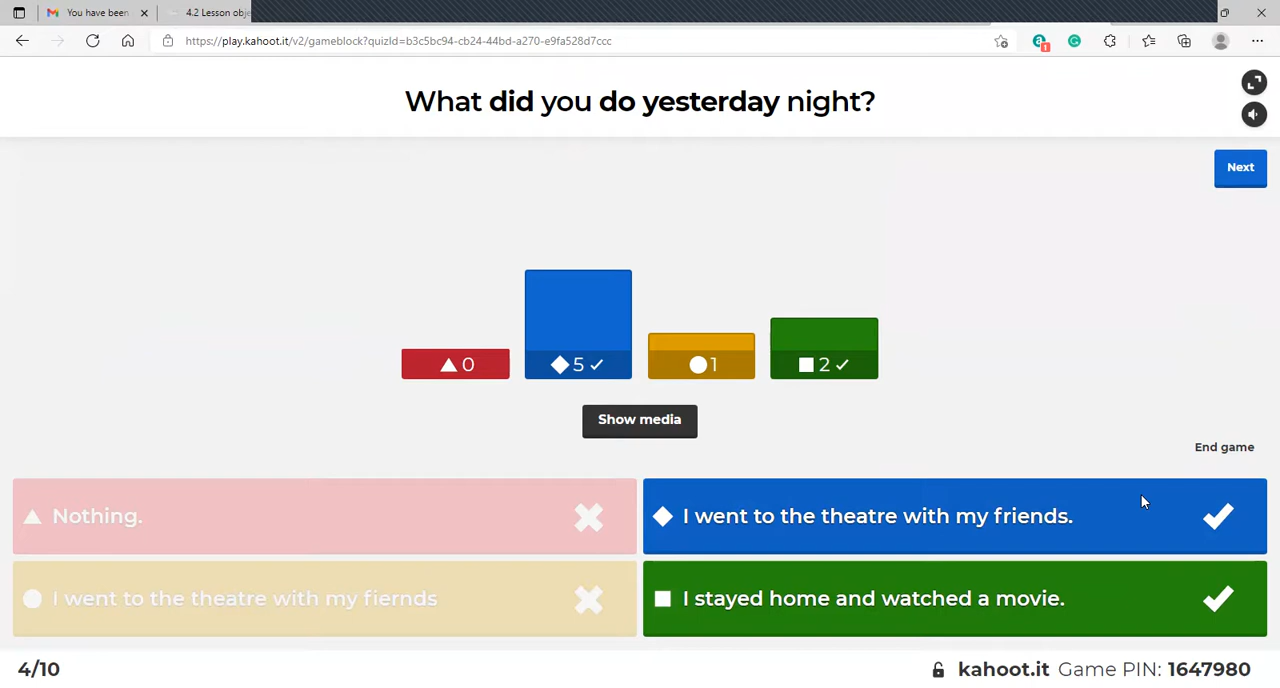 You have been
4.2 Lesson obje
https://play.kahoot.it/v2/gameblock?quizId=b3c5bc94-cb24-44bd-a270-e9fa528d7ccc
1
What did you do yesterday night?
Next
0
5
1
2
Show media
End game
Nothing.
I went to the theatre with my friends.
I went to the theatre with my fiernds
I stayed home and watched a movie.
4/10
kahoot.it Game PIN: 1647980